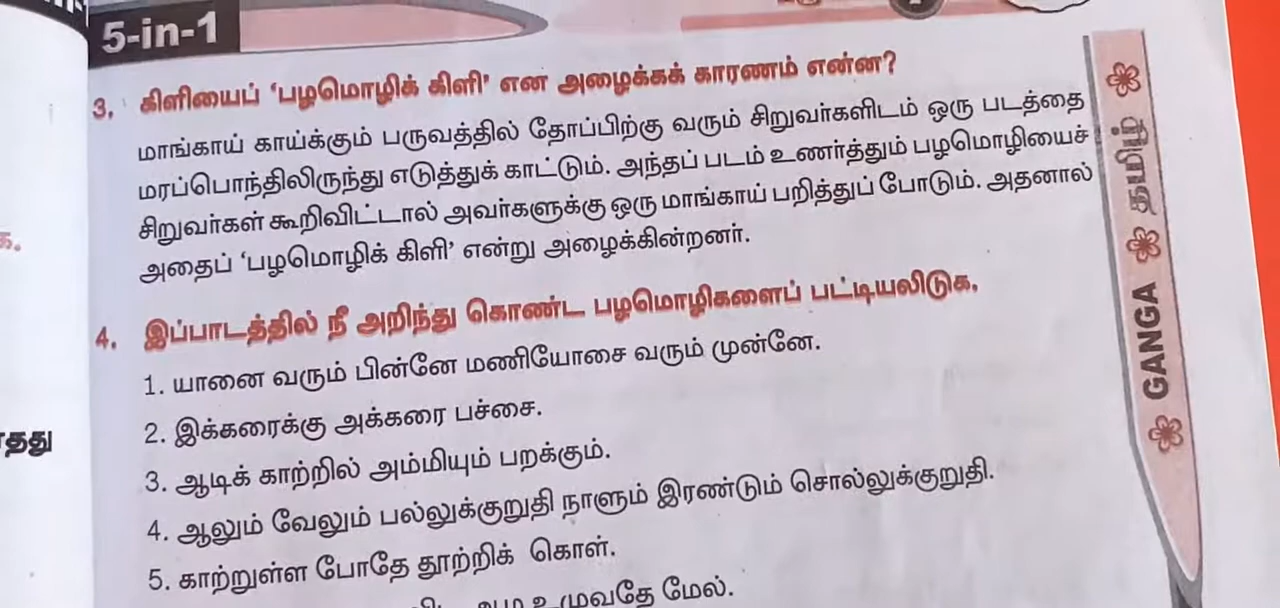 5-in-1
3. கிளியைப் 'பழமொழிக் கிளி' என அழைக்கக் காரணம் என்ன?
மாங்காய் காய்க்கும் பருவத்தில் தோப்பிற்கு வரும் சிறுவர்களிடம் ஒரு படத்தை
மரப்பொந்திலிருந்து எடுத்துக் காட்டும். அந்தப் படம் உணர்த்தும் பழமொழியைச்
சிறுவர்கள் கூறிவிட்டால் அவர்களுக்கு ஒரு மாங்காய் பறித்துப் போடும். அதனால்
அதைப் 'பழமொழிக் கிளி' என்று அழைக்கின்றனர்.
4. இப்பாடத்தில் நீ அறிந்து கொண்ட பழமொழிகளைப் பட்டியலிடுக.
1. யானை வரும் பின்னே மணியோசை வரும் முன்னே.
2. இக்கரைக்கு அக்கரை பச்சை.
3. ஆடிக் காற்றில் அம்மியும் பறக்கும்.
4. ஆலும் வேலும் பல்லுக்குறுதி நாளும் இரண்டும் சொல்லுக்குறுதி.
5. காற்றுள்ள போதே தூற்றிக் கொள்.
உழுவதே மேல்.
GANGA தமிழ்